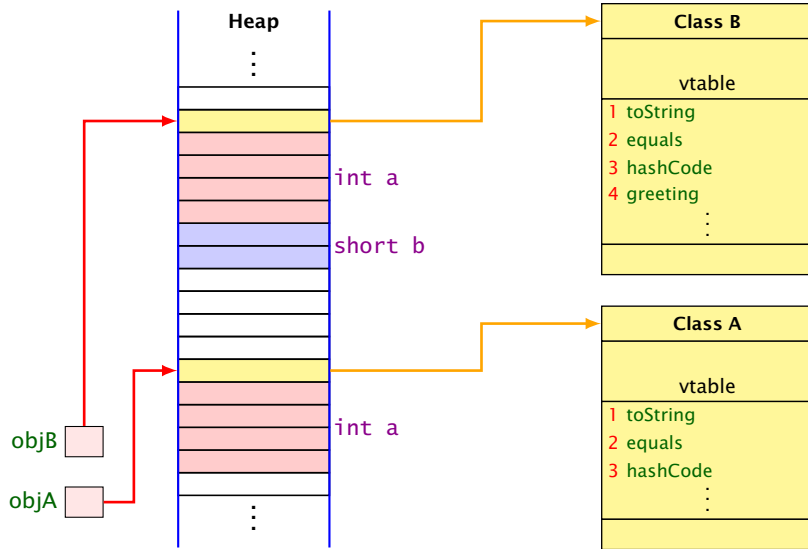 Heap
⋮
int a
short b
int a
⋮
objB
objA
Class B
vtable
1 toString
2 equals
3 hashCode
4 greeting
⋮
Class A
vtable
1 toString
2 equals
3 hashCode
⋮